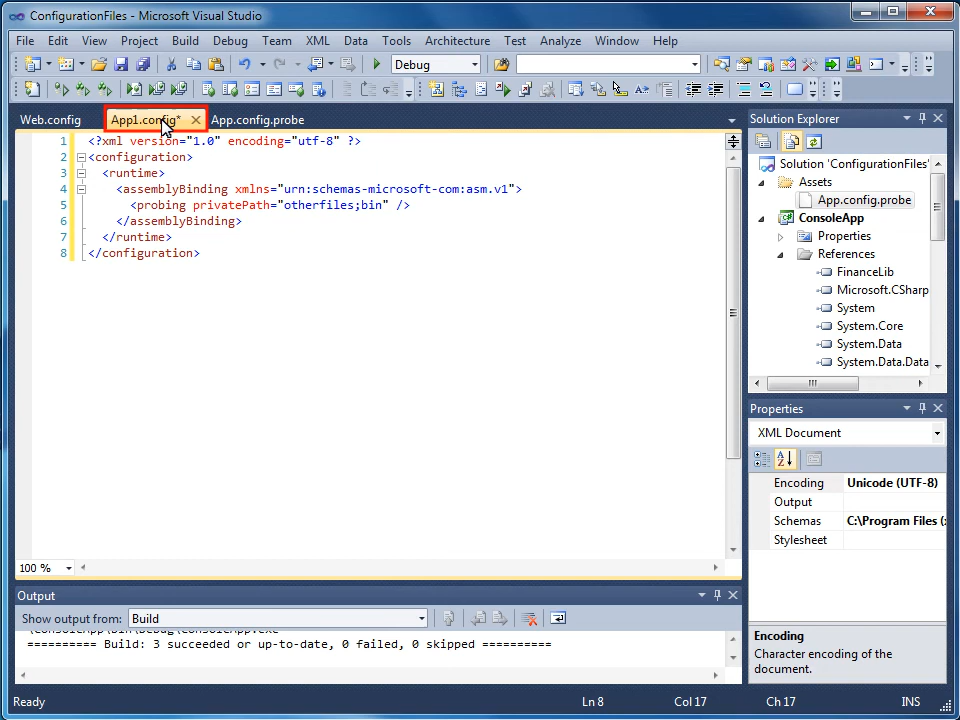 ConfigurationFiles - Microsoft Visual Studio
File Edit View Project Build Debug Team XML Data Tools Architecture Test Analyze Window Help
Debug
Web.config App1.config* App.config.probe
1 <?xml version="1.0" encoding="utf-8" ?>
2 <configuration>
3 <runtime>
4 <assemblyBinding xmlns="urn:schemas-microsoft-com:asm.v1">
5 <probing privatePath="otherfiles;bin" />
6 </assemblyBinding>
7 </runtime>
8 </configuration>
100 %
Solution Explorer
Solution 'ConfigurationFiles'
Assets
App.config.probe
ConsoleApp
Properties
References
FinanceLib
Microsoft.CSharp
System
System.Core
System.Data
System.Data.Data
Properties
XML Document
Encoding Unicode (UTF-8)
Output
Schemas C:\Program Files (
Stylesheet
Encoding
Character encoding of the
document.
Output
Show output from: Build
========== Build: 3 succeeded or up-to-date, 0 failed, 0 skipped ==========
Ready Ln 8 Col 17 Ch 17 INS